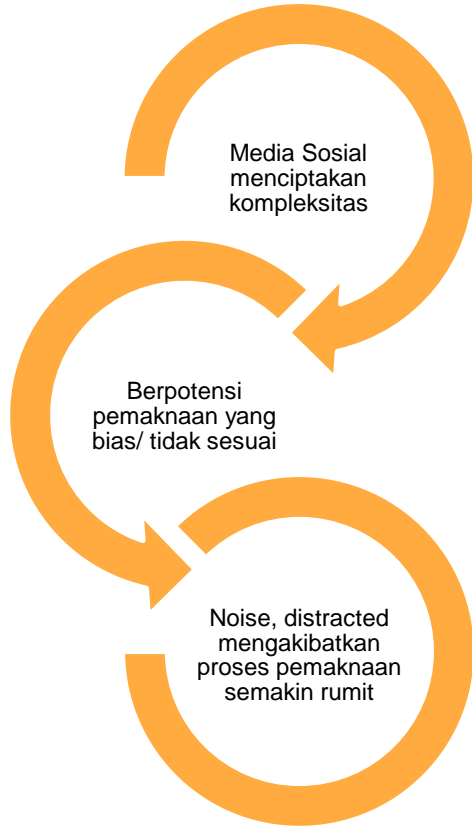 Media Sosial
menciptakan
kompleksitas
Berpotensi
pemaknaan yang
bias/ tidak sesuai
Noise, distracted
mengakibatkan
proses pemaknaan
semakin rumit